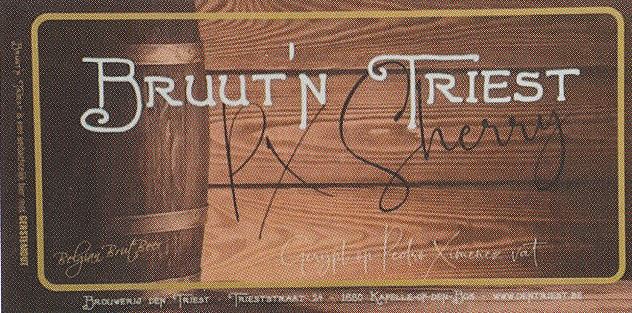 BRUUT'N TRIEST
PX Sherry
Belgian Brut Beer
Gerijpt op Pedro Ximenez vat
BROUWERIJ DEN TRIEST - TRIESTSTRAAT 24 - 1880 KAPELLE-OP-DEN-BOS - WWW.DENTRIEST.BE
GERSTEMOUT